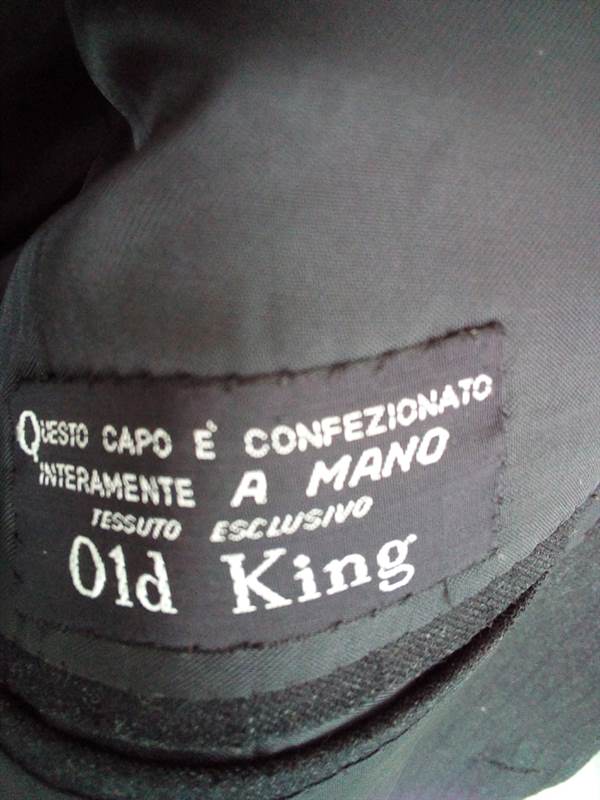 QUESTO CAPO E' CONFEZIONATO
INTERAMENTE A MANO
TESSUTO ESCLUSIVO
Old King